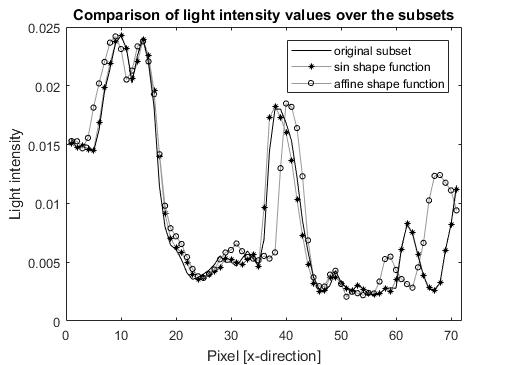 Comparison of light intensity values over the subsets
original subset
sin shape function
affine shape function
Light intensity
0.025
0.02
0.015
0.01
0.005
0
0 10 20 30 40 50 60 70
Pixel [x-direction]